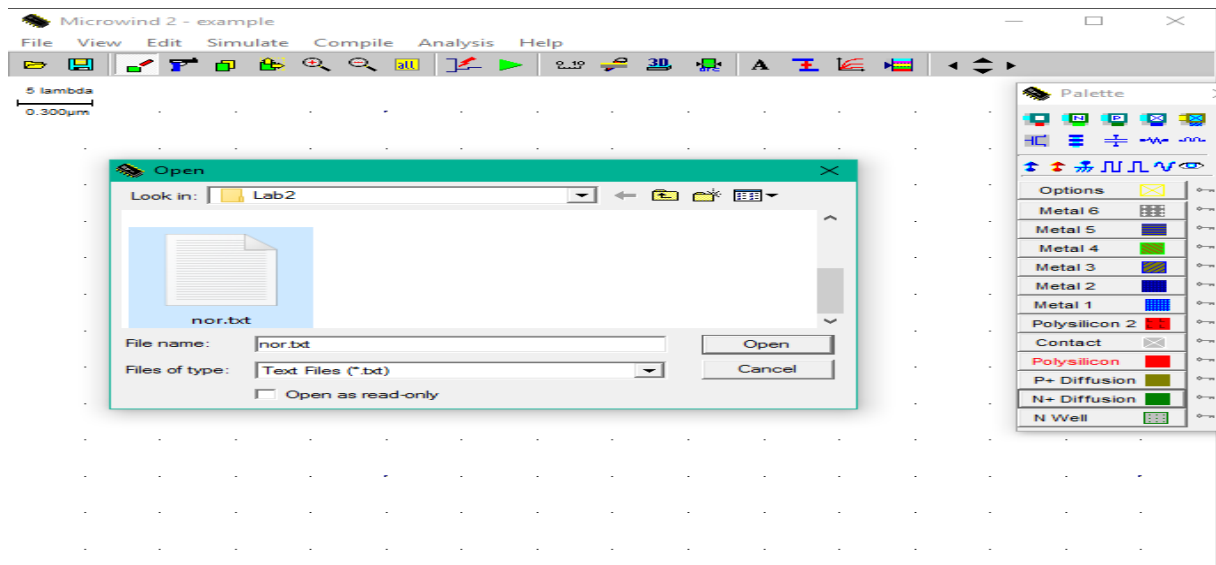 Microwind 2 - example
File View Edit Simulate Compile Analysis Help
all 3D A
5 lambda
0.300µm
Palette
N P
Options
Metal 6
Metal 5
Metal 4
Metal 3
Metal 2
Metal 1
Polysilicon 2
Contact
Polysilicon
P+ Diffusion
N+ Diffusion
N Well
Open
Look in: Lab2
nor.txt
File name: nor.txt Open
Files of type: Text Files (*.txt) Cancel
Open as read-only